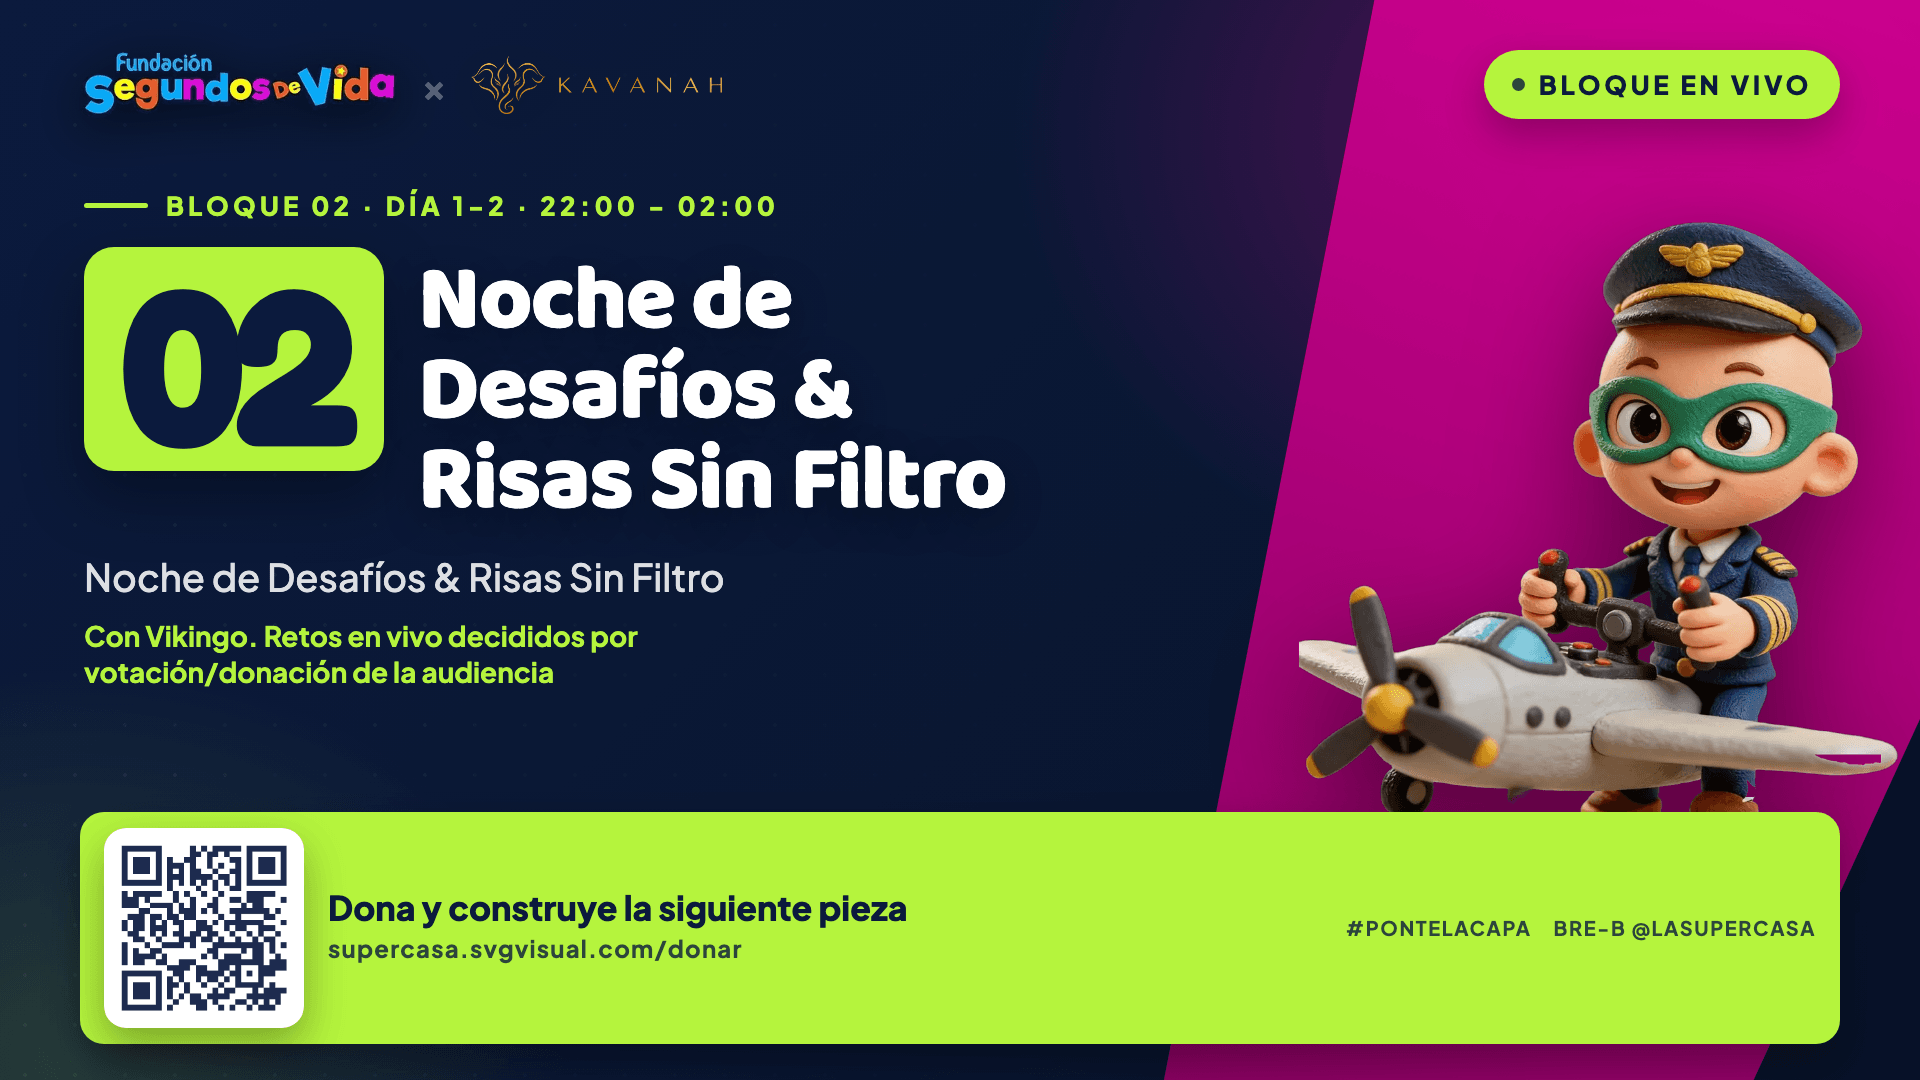 Fundación
Segundos de Vida × KAVANAH
BLOQUE EN VIVO
BLOQUE 02 · DÍA 1–2 · 22:00 – 02:00
02
Noche de
Desafíos &
Risas Sin Filtro
Noche de Desafíos & Risas Sin Filtro
Con Vikingo. Retos en vivo decididos por
votación/donación de la audiencia
Dona y construye la siguiente pieza
supercasa.svgvisual.com/donar
#PONTELACAPA BRE-B @LASUPERCASA